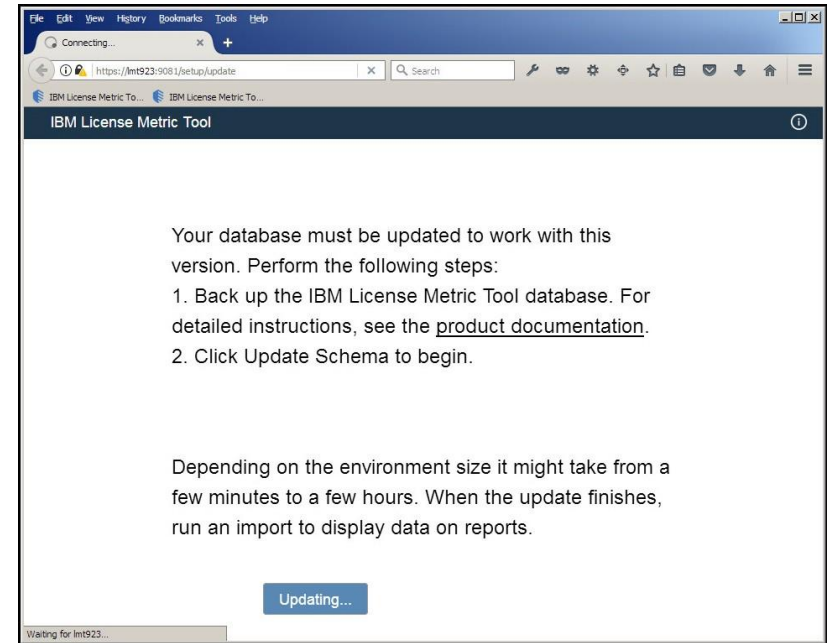 File Edit View History Bookmarks Tools Help
Connecting...
https://lmt923:9081/setup/update
Search
IBM License Metric To... IBM License Metric To...
IBM License Metric Tool
Your database must be updated to work with this
version. Perform the following steps:
1. Back up the IBM License Metric Tool database. For
detailed instructions, see the product documentation.
2. Click Update Schema to begin.
Depending on the environment size it might take from a
few minutes to a few hours. When the update finishes,
run an import to display data on reports.
Updating...
Waiting for lmt923...